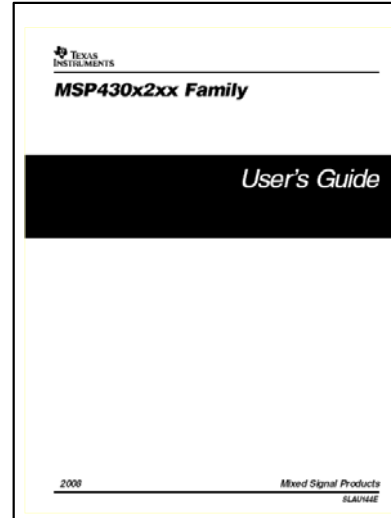 TEXAS
INSTRUMENTS
MSP430x2xx Family
User's Guide
2008
Mixed Signal Products
SLAU144E